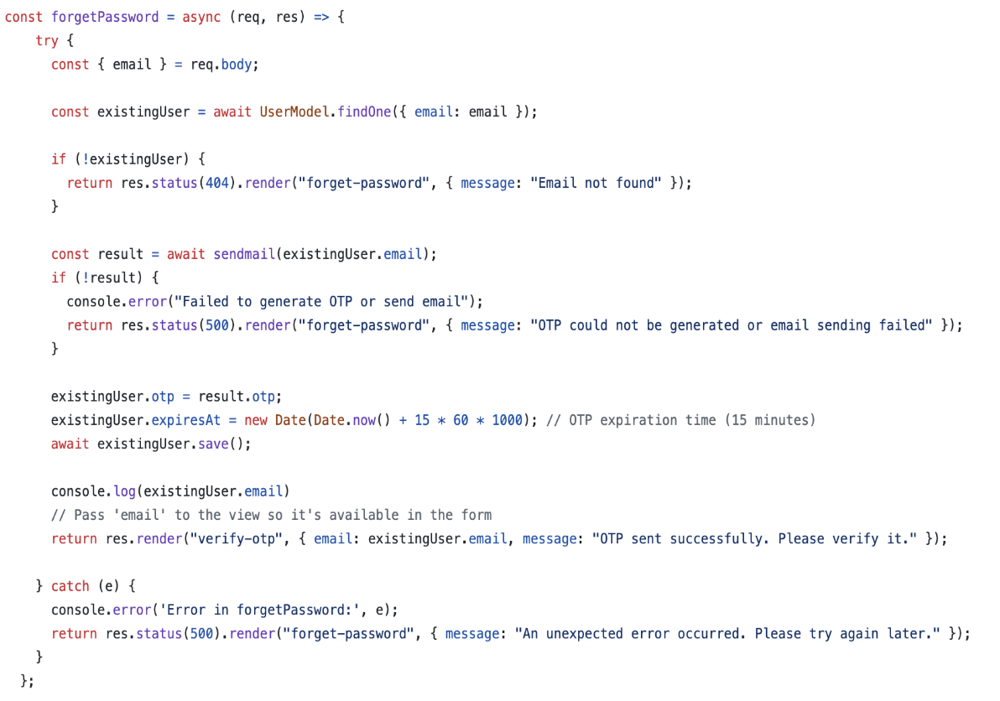 const forgetPassword = async (req, res) => {
    try {
      const { email } = req.body;

      const existingUser = await UserModel.findOne({ email: email });

      if (!existingUser) {
        return res.status(404).render("forget-password", { message: "Email not found" });
      }

      const result = await sendmail(existingUser.email);
      if (!result) {
        console.error("Failed to generate OTP or send email");
        return res.status(500).render("forget-password", { message: "OTP could not be generated or email sending failed" });
      }

      existingUser.otp = result.otp;
      existingUser.expiresAt = new Date(Date.now() + 15 * 60 * 1000); // OTP expiration time (15 minutes)
      await existingUser.save();

      console.log(existingUser.email)
      // Pass 'email' to the view so it's available in the form
      return res.render("verify-otp", { email: existingUser.email, message: "OTP sent successfully. Please verify it." });

    } catch (e) {
      console.error('Error in forgetPassword:', e);
      return res.status(500).render("forget-password", { message: "An unexpected error occurred. Please try again later." });
    }
  };